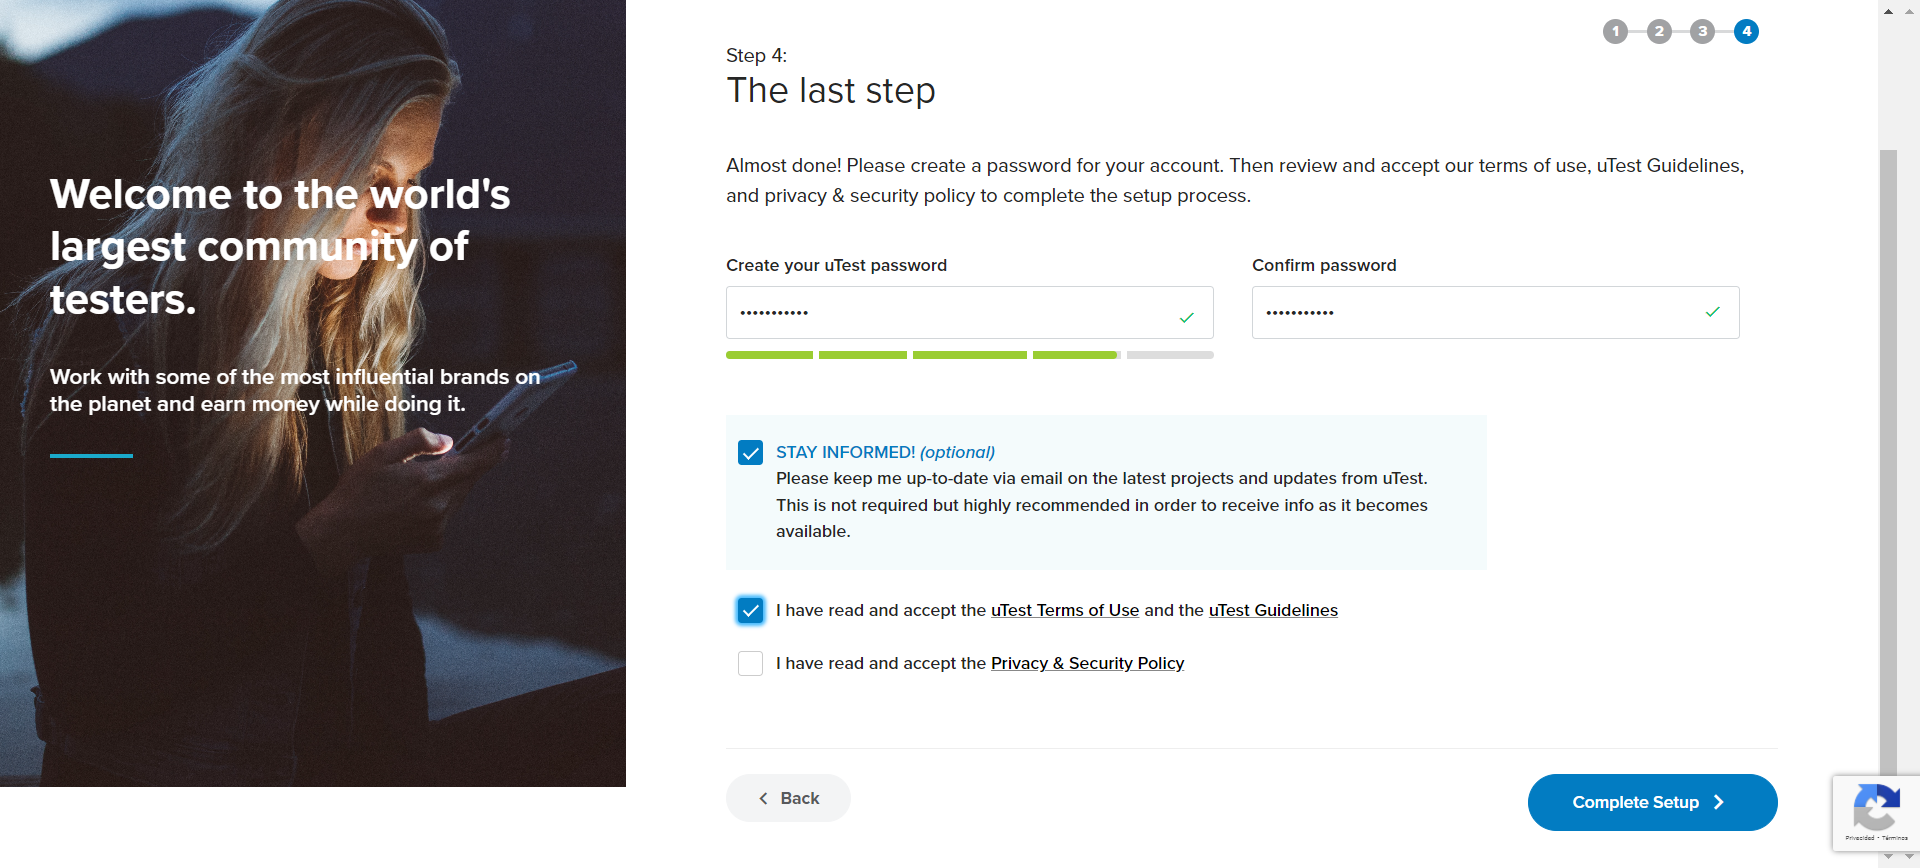 Welcome to the world's
largest community of
testers.
Work with some of the most influential brands on
the planet and earn money while doing it.
1 2 3 4
Step 4:
The last step
Almost done! Please create a password for your account. Then review and accept our terms of use, uTest Guidelines,
and privacy & security policy to complete the setup process.
Create your uTest password
Confirm password
•••••••••••
•••••••••••
STAY INFORMED! (optional)
Please keep me up-to-date via email on the latest projects and updates from uTest.
This is not required but highly recommended in order to receive info as it becomes
available.
I have read and accept the uTest Terms of Use and the uTest Guidelines
I have read and accept the Privacy & Security Policy
Back
Complete Setup
Privacidad - Términos